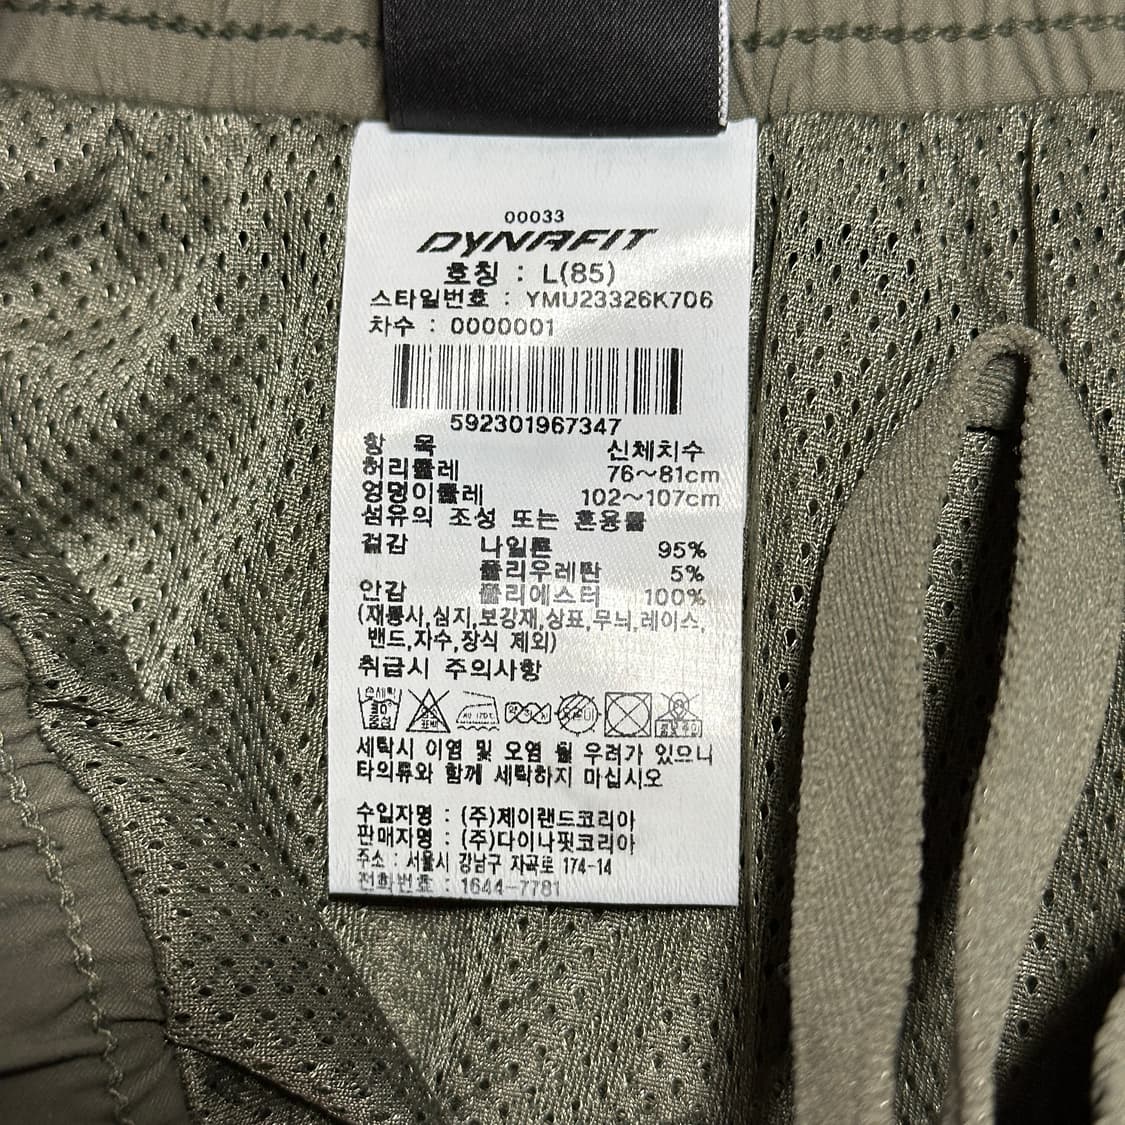 00033
DYNAFIT
호칭 : L(85)
스타일번호 : YMU23326K706
차수 : 0000001
592301967347
항 목 신체치수
허리둘레 76~81cm
엉덩이둘레 102~107cm
섬유의 조성 또는 혼용률
겉감 나일론 95%
폴리우레탄 5%
안감 폴리에스터 100%
(재봉사,심지,보강재,상표,무늬,레이스,
밴드,자수,장식 제외)
취급시 주의사항
손세탁 30 중성
세탁시 이염 및 오염 될 우려가 있으니
타의류와 함께 세탁하지 마십시오
수입자명 : (주)제이랜드코리아
판매자명 : (주)다이나핏코리아
주소 : 서울시 강남구 자곡로 174-14
전화번호 : 1644-7781